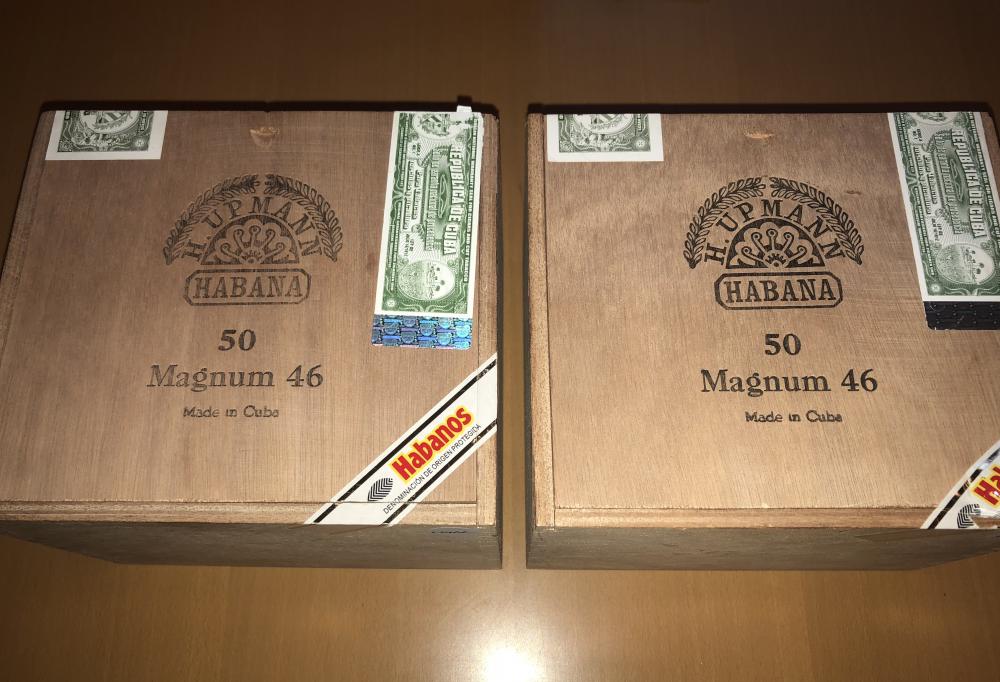 H. UPMANN
HABANA
50
Magnum 46
Made in Cuba
REPUBLICA DE CUBA
Habanos
DENOMINACIÓN DE ORIGEN PROTEGIDA
H. UPMANN
HABANA
50
Magnum 46
Made in Cuba
REPUBLICA DE CUBA